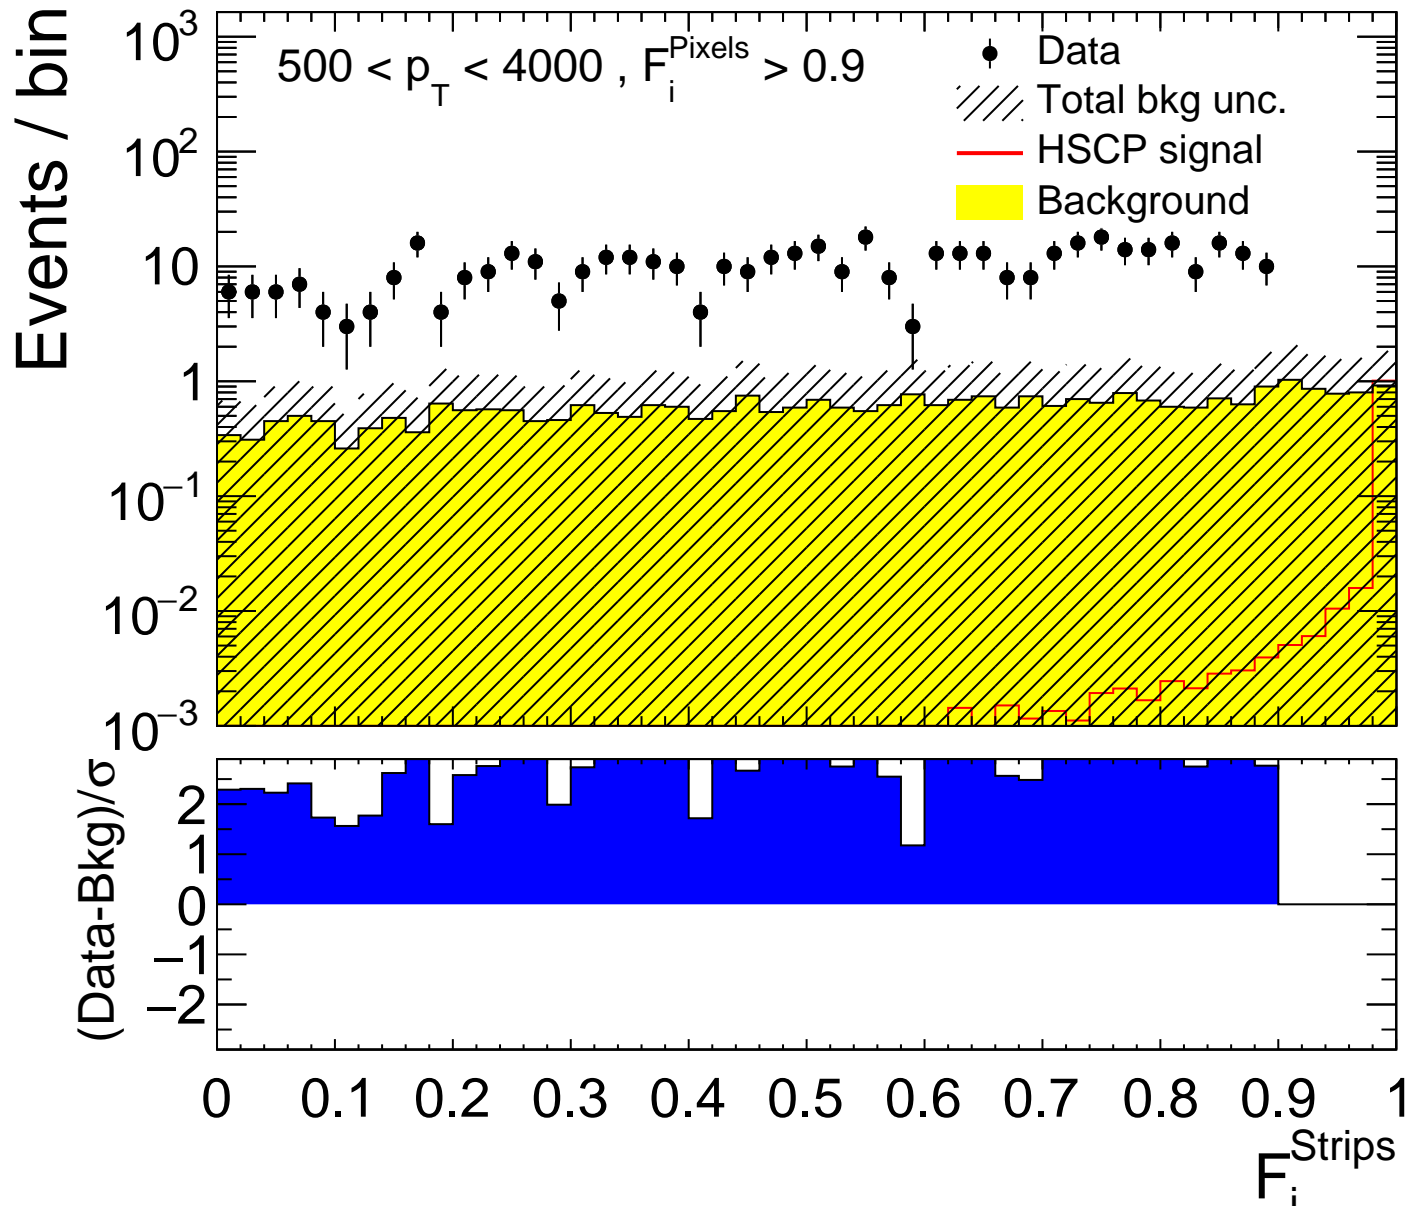 Events / bin
10³
10²
10
1
10⁻¹
10⁻²
10⁻³
500 < p_T < 4000 , F_i^Pixels > 0.9
Data
Total bkg unc.
HSCP signal
Background
(Data-Bkg)/σ
2
1
0
−1
−2
0 0.1 0.2 0.3 0.4 0.5 0.6 0.7 0.8 0.9 1
F_i^Strips